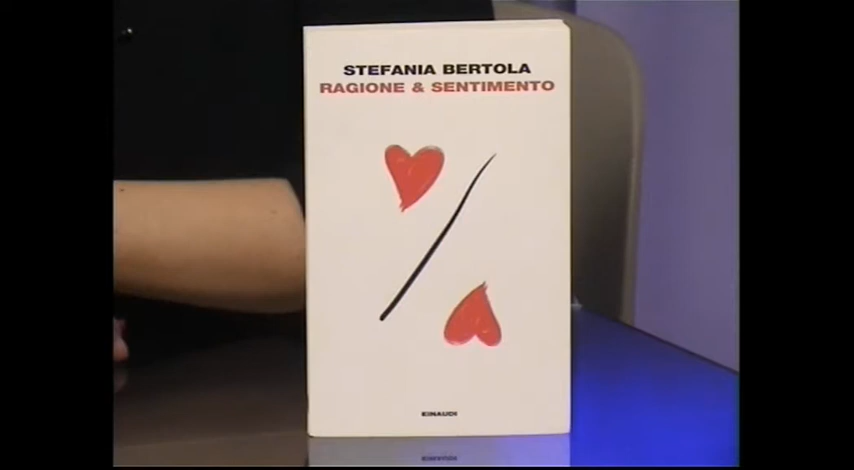 STEFANIA BERTOLA
RAGIONE & SENTIMENTO
EINAUDI